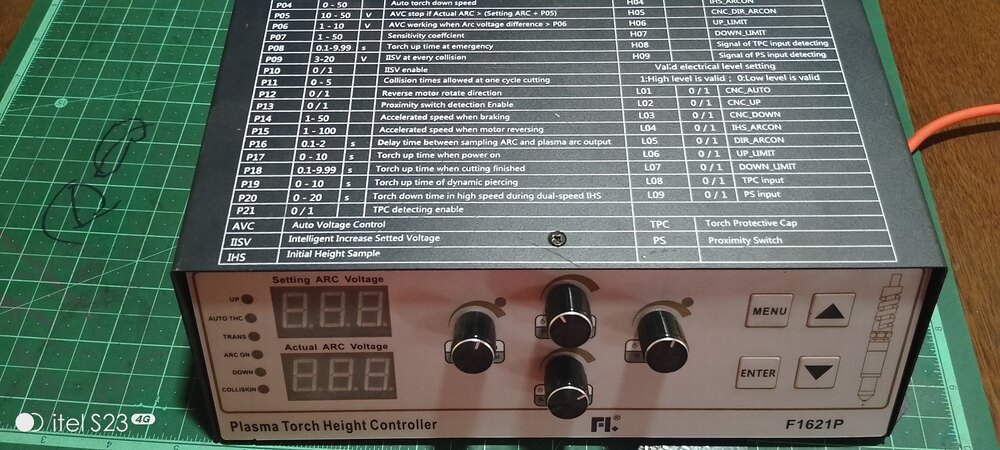 P04 0 - 50 Auto torch down speed H04 IHS_ARCON
P05 10 - 50 V AVC stop if Actual ARC > (Setting ARC + P05) H05 CNC_DIR_ARCON
P06 1 - 10 V AVC working when Arc voltage difference > P06 H06 UP_LIMIT
P07 1 - 50 Sensitivity coefficient H07 DOWN_LIMIT
P08 0.1-9.99 s Torch up time at emergency H08 Signal of TPC input detecting
P09 3-20 V IISV at every collision H09 Signal of PS input detecting
P10 0 / 1 IISV enable Valid electrical level setting
P11 0 - 5 Collision times allowed at one cycle cutting 1:High level is valid ; 0:Low level is valid
P12 0 / 1 Reverse motor rotate direction L01 0 / 1 CNC_AUTO
P13 0 / 1 Proximity switch detection Enable L02 0 / 1 CNC_UP
P14 1- 50 Accelerated speed when braking L03 0 / 1 CNC_DOWN
P15 1 - 100 Accelerated speed when motor reversing L04 0 / 1 IHS_ARCON
P16 0.1-2 s Delay time between sampling ARC and plasma arc output L05 0 / 1 DIR_ARCON
P17 0 - 10 s Torch up time when power on L06 0 / 1 UP_LIMIT
P18 0.1-9.99 s Torch up time when cutting finished L07 0 / 1 DOWN_LIMIT
P19 0 - 10 s Torch up time of dynamic piercing L08 0 / 1 TPC input
P20 0 - 20 s Torch down time in high speed during dual-speed IHS L09 0 / 1 PS input
P21 0 / 1 TPC detecting enable
AVC Auto Voltage Control TPC Torch Protective Cap
IISV Intelligent Increase Setted Voltage PS Proximity Switch
IHS Initial Height Sample
Setting ARC Voltage
UP
AUTO THC
TRANS
Actual ARC Voltage
ARC ON
DOWN
COLLISION
MENU
ENTER
Plasma Torch Height Controller
FL®
F1621P
itel S23 4G